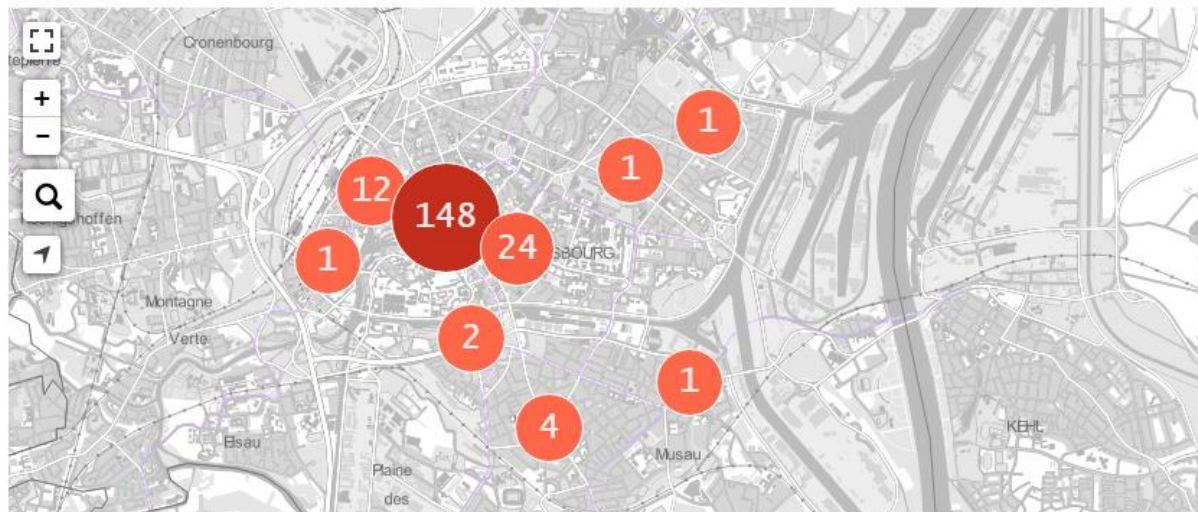 Cronenbourg
+
−
1
1
12
148
24
SBOURG
1
Montagne
Verte
2
1
4
KEHL
Elsau
Musau
Plaine
des